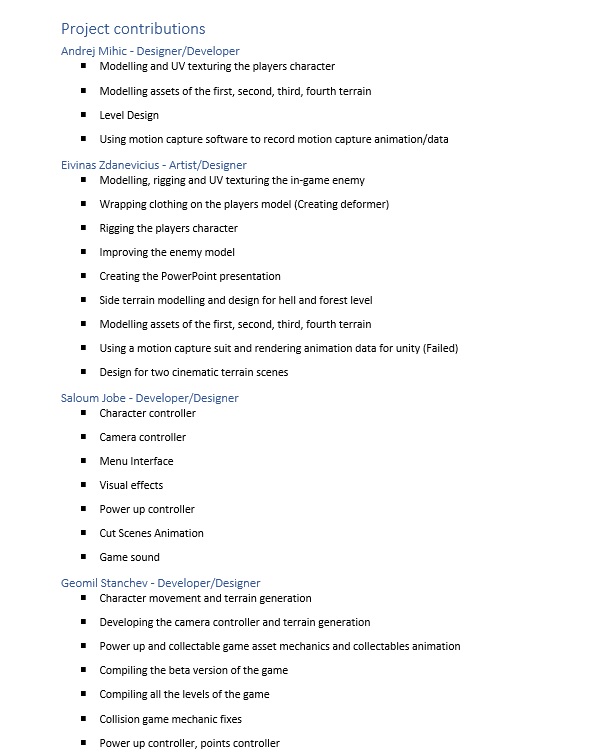 Project contributions
Andrej Mihic - Designer/Developer
▪ Modelling and UV texturing the players character
▪ Modelling assets of the first, second, third, fourth terrain
▪ Level Design
▪ Using motion capture software to record motion capture animation/data
Eivinas Zdanevicius - Artist/Designer
▪ Modelling, rigging and UV texturing the in-game enemy
▪ Wrapping clothing on the players model (Creating deformer)
▪ Rigging the players character
▪ Improving the enemy model
▪ Creating the PowerPoint presentation
▪ Side terrain modelling and design for hell and forest level
▪ Modelling assets of the first, second, third, fourth terrain
▪ Using a motion capture suit and rendering animation data for unity (Failed)
▪ Design for two cinematic terrain scenes
Saloum Jobe - Developer/Designer
▪ Character controller
▪ Camera controller
▪ Menu Interface
▪ Visual effects
▪ Power up controller
▪ Cut Scenes Animation
▪ Game sound
Geomil Stanchev - Developer/Designer
▪ Character movement and terrain generation
▪ Developing the camera controller and terrain generation
▪ Power up and collectable game asset mechanics and collectables animation
▪ Compiling the beta version of the game
▪ Compiling all the levels of the game
▪ Collision game mechanic fixes
▪ Power up controller, points controller